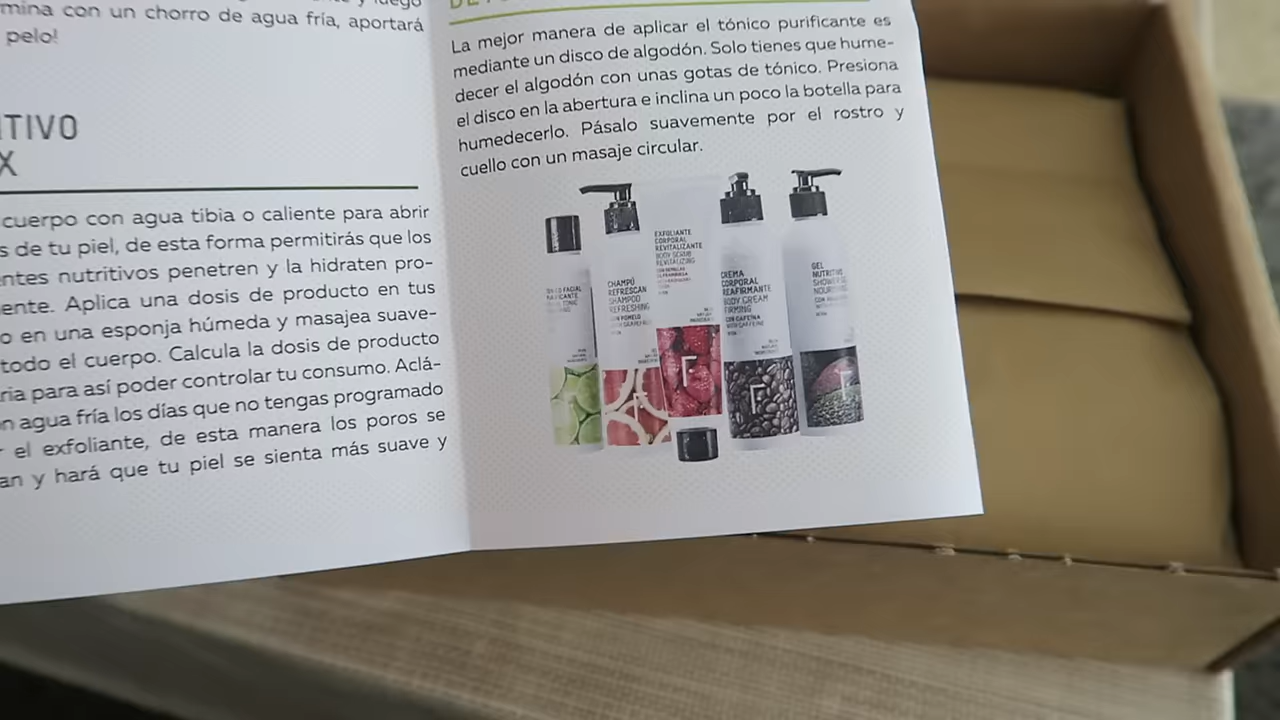 mina con un chorro de agua fría, aportará
pelo!
TIVO
X
cuerpo con agua tibia o caliente para abrir
s de tu piel, de esta forma permitirás que los
ntes nutritivos penetren y la hidraten pro-
ente. Aplica una dosis de producto en tus
o en una esponja húmeda y masajea suave-
todo el cuerpo. Calcula la dosis de producto
ria para así poder controlar tu consumo. Aclá-
n agua fría los días que no tengas programado
r el exfoliante, de esta manera los poros se
an y hará que tu piel se sienta más suave y
La mejor manera de aplicar el tónico purificante es
mediante un disco de algodón. Solo tienes que hume-
decer el algodón con unas gotas de tónico. Presiona
el disco en la abertura e inclina un poco la botella para
humedecerlo. Pásalo suavemente por el rostro y
cuello con un masaje circular.
CHAMPÚ
REFRESCAN
SHAMPOO
REFRESHING
CON POMELO
EXFOLIANTE
CORPORAL
REVITALIZANTE
BODY SCRUB
REVITALIZING
F
CREMA
CORPORAL
REAFIRMANTE
BODY CREAM
FIRMING
CON CAFEÍNA
WITH CAFFEINE
F
GEL
NUTRITIVO
SHOWER G
NOURISH
F